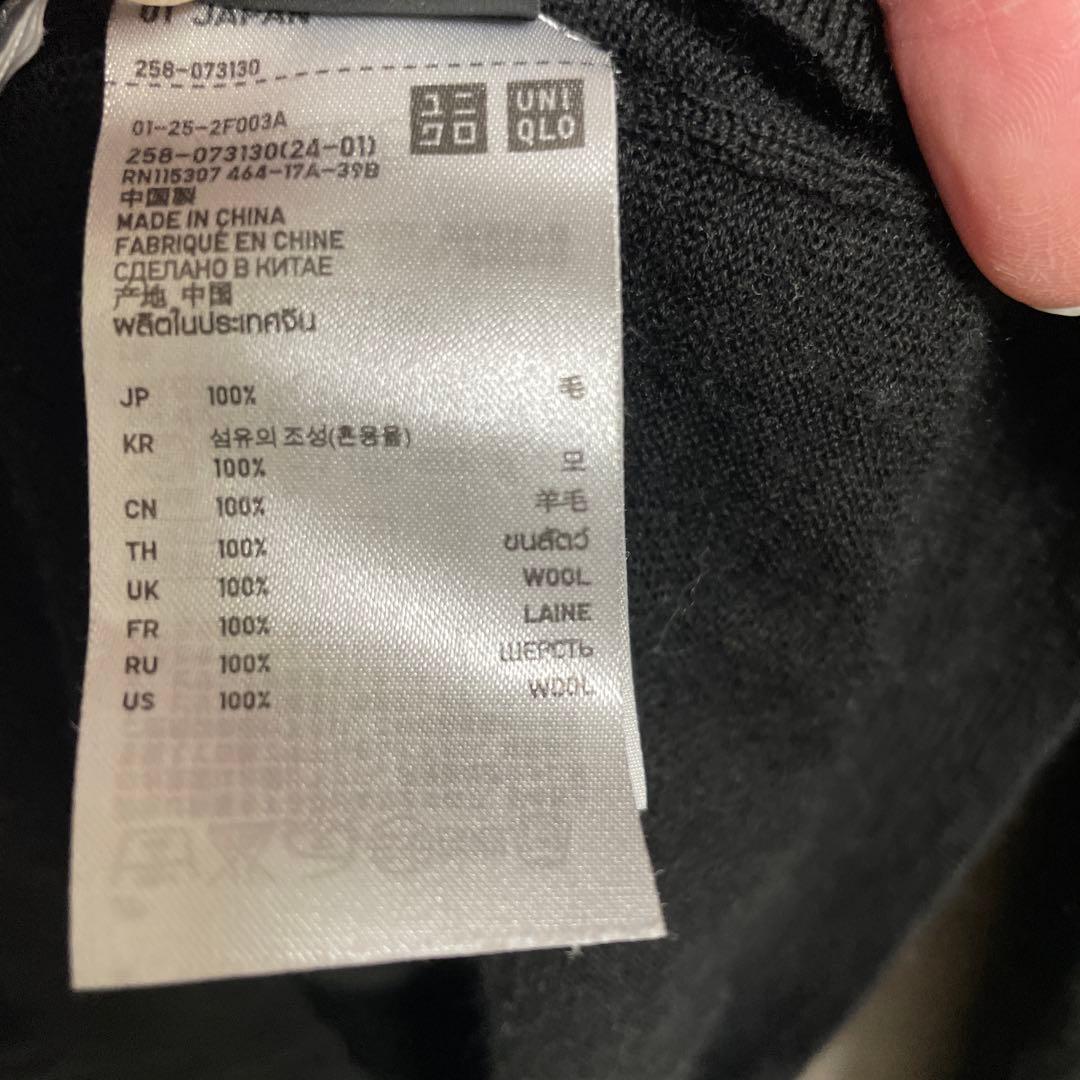 01 JAPAN
258-073130
01-25-2F003A
258-073130(24-01)
RN115307 464-17A-39B
ユニ
クロ
UNI
QLO
中国製
MADE IN CHINA
FABRIQUÉ EN CHINE
СДЕЛАНО В КИТАЕ
产地 中国
ผลิตในประเทศจีน
JP 100% 毛
KR 섬유의 조성(혼용율)
100% 모
CN 100% 羊毛
TH 100% ขนสัตว์
UK 100% WOOL
FR 100% LAINE
RU 100% ШЕРСТЬ
US 100% WOOL